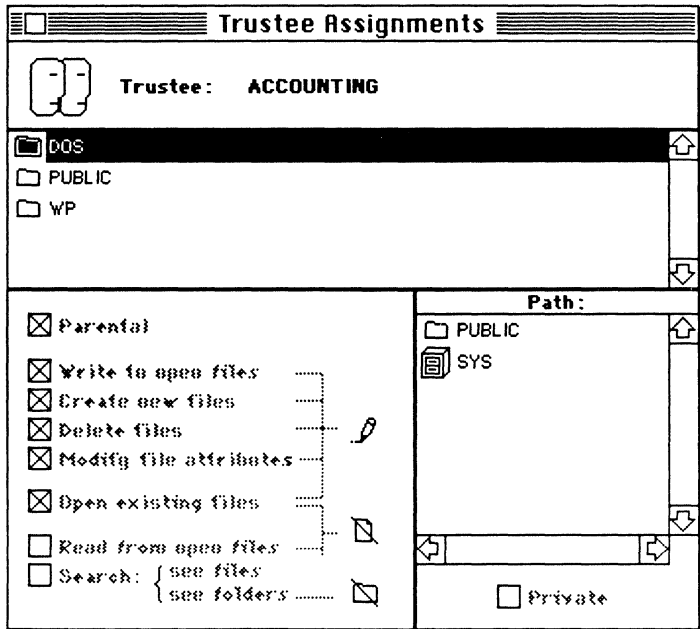 Trustee Assignments
Trustee: ACCOUNTING
DOS
PUBLIC
WP
Parental
Write to open files
Create new files
Delete files
Modify file attributes
Open existing files
Read from open files
Search: { see files
see folders
Path:
PUBLIC
SYS
Private